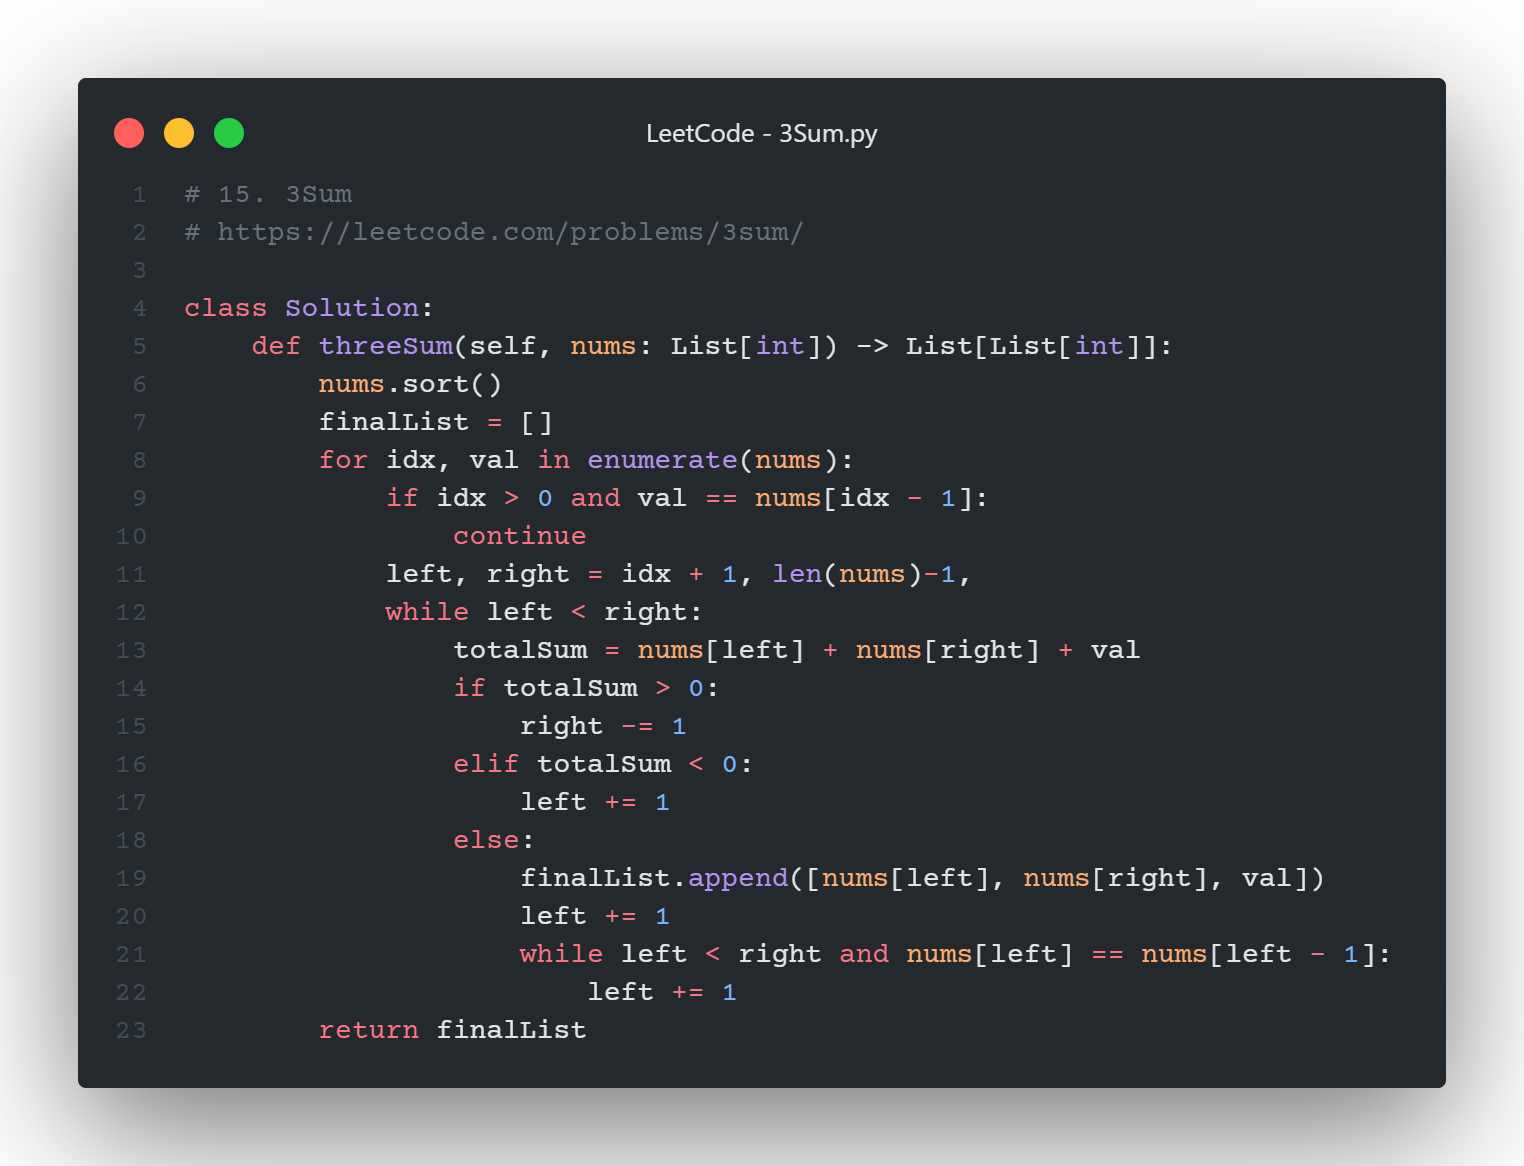 LeetCode - 3Sum.py
1 # 15. 3Sum
2 # https://leetcode.com/problems/3sum/
3
4 class Solution:
5     def threeSum(self, nums: List[int]) -> List[List[int]]:
6         nums.sort()
7         finalList = []
8         for idx, val in enumerate(nums):
9             if idx > 0 and val == nums[idx - 1]:
10                 continue
11             left, right = idx + 1, len(nums)-1,
12             while left < right:
13                 totalSum = nums[left] + nums[right] + val
14                 if totalSum > 0:
15                     right -= 1
16                 elif totalSum < 0:
17                     left += 1
18                 else:
19                     finalList.append([nums[left], nums[right], val])
20                     left += 1
21                     while left < right and nums[left] == nums[left - 1]:
22                         left += 1
23         return finalList